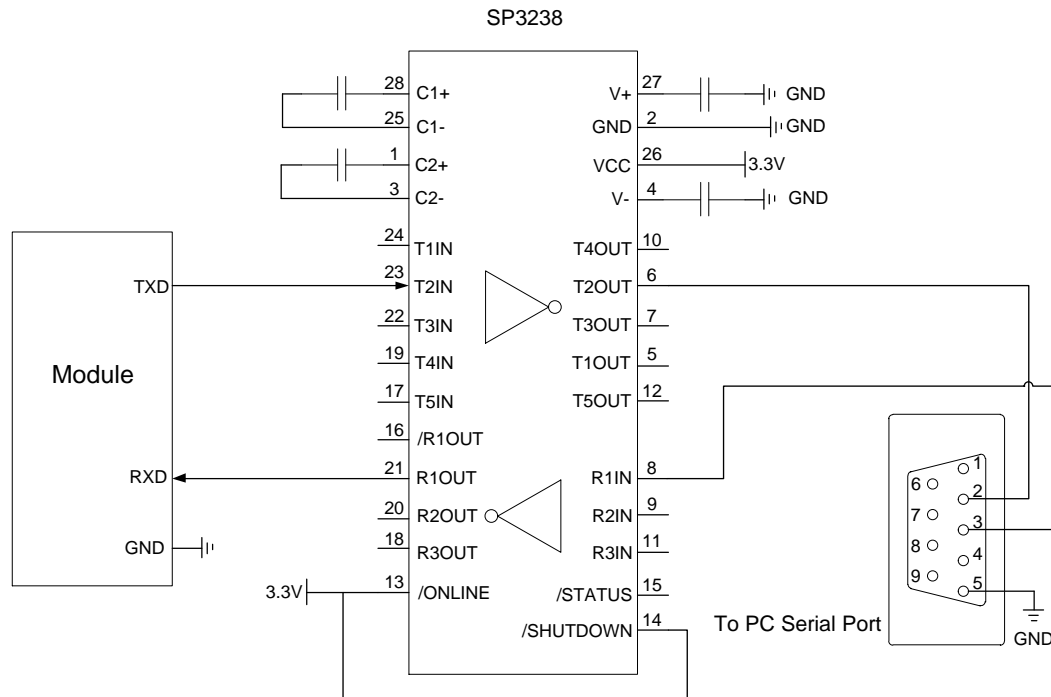 SP3238
28 C1+
25 C1-
1 C2+
3 C2-
24 T1IN
23 T2IN
22 T3IN
19 T4IN
17 T5IN
16 /R1OUT
21 R1OUT
20 R2OUT
18 R3OUT
3.3V 13 /ONLINE
V+ 27 GND
GND 2 GND
VCC 26 3.3V
V- 4 GND
T4OUT 10
T2OUT 6
T3OUT 7
T1OUT 5
T5OUT 12
R1IN 8
R2IN 9
R3IN 11
/STATUS 15
/SHUTDOWN 14
TXD
Module
RXD
GND
1
6
2
7
3
8
4
9
5
To PC Serial Port
GND